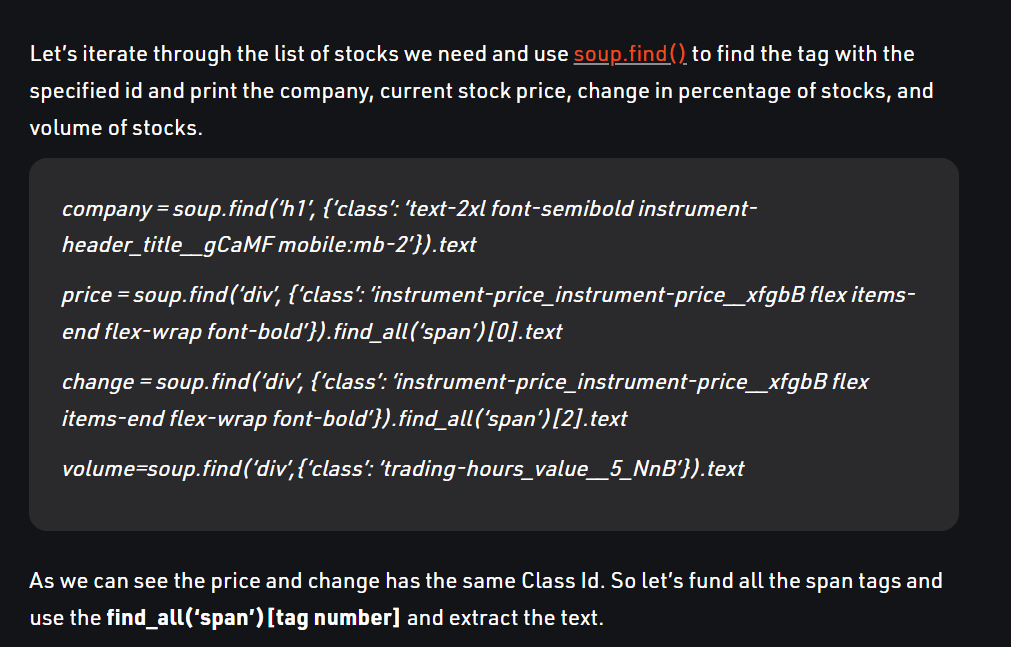 Let’s iterate through the list of stocks we need and use soup.find() to find the tag with the
specified id and print the company, current stock price, change in percentage of stocks, and
volume of stocks.
company = soup.find(‘h1’, {‘class’: ‘text-2xl font-semibold instrument-
header_title__gCaMF mobile:mb-2’}).text
price = soup.find(‘div’, {‘class’: ‘instrument-price_instrument-price__xfgbB flex items-
end flex-wrap font-bold’}).find_all(‘span’)[0].text
change = soup.find(‘div’, {‘class’: ‘instrument-price_instrument-price__xfgbB flex
items-end flex-wrap font-bold’}).find_all(‘span’)[2].text
volume=soup.find(‘div’,{‘class’: ‘trading-hours_value__5_NnB’}).text
As we can see the price and change has the same Class Id. So let’s fund all the span tags and
use the find_all(‘span’)[tag number] and extract the text.